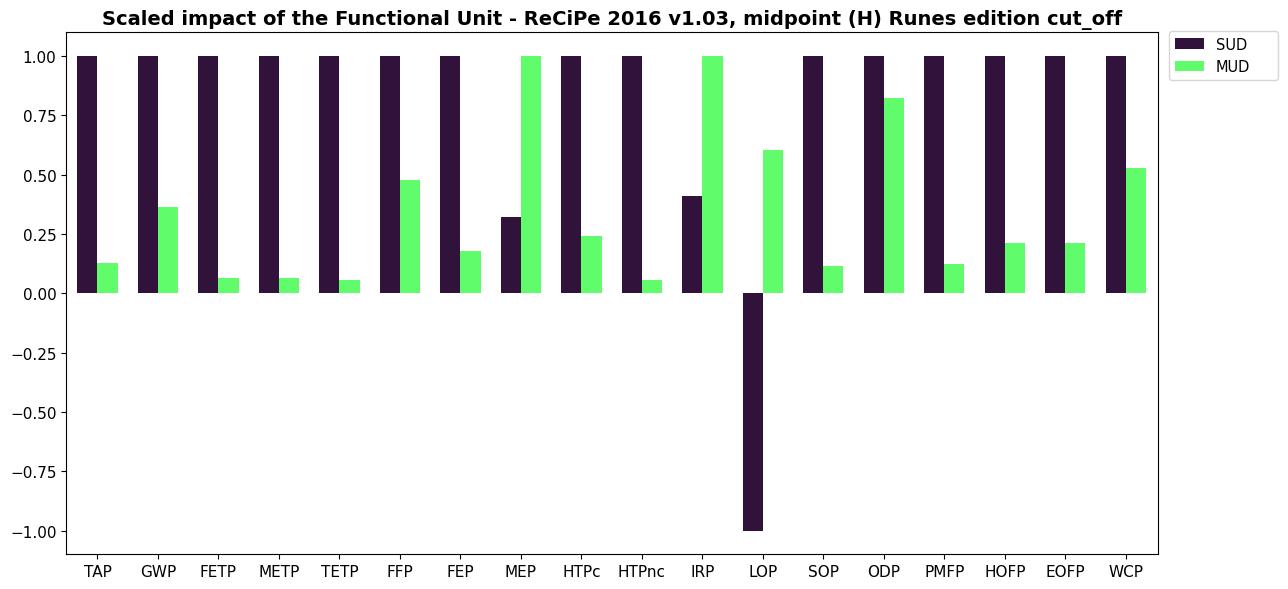 Scaled impact of the Functional Unit - ReCiPe 2016 v1.03, midpoint (H) Runes edition cut_off
SUD
MUD
1.00
0.75
0.50
0.25
0.00
−0.25
−0.50
−0.75
−1.00
TAP GWP FETP METP TETP FFP FEP MEP HTPc HTPnc IRP LOP SOP ODP PMFP HOFP EOFP WCP